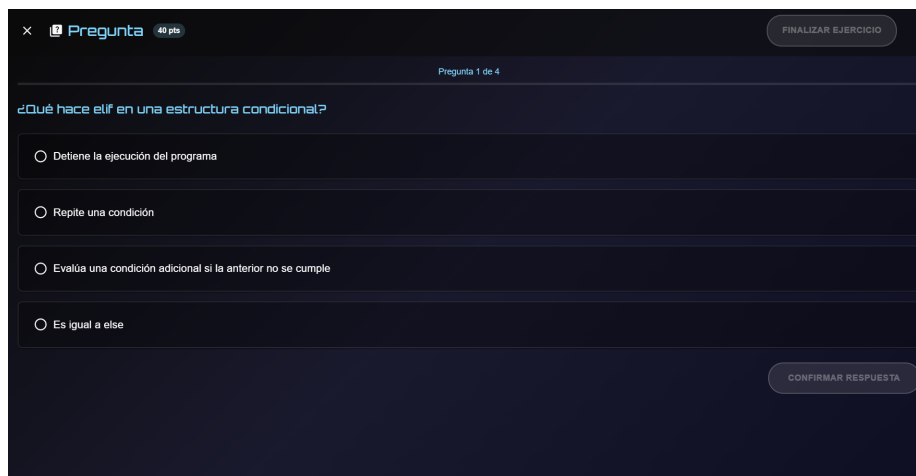 Pregunta 40 pts FINALIZAR EJERCICIO
Pregunta 1 de 4
¿Qué hace elif en una estructura condicional?
Detiene la ejecución del programa
Repite una condición
Evalúa una condición adicional si la anterior no se cumple
Es igual a else
CONFIRMAR RESPUESTA